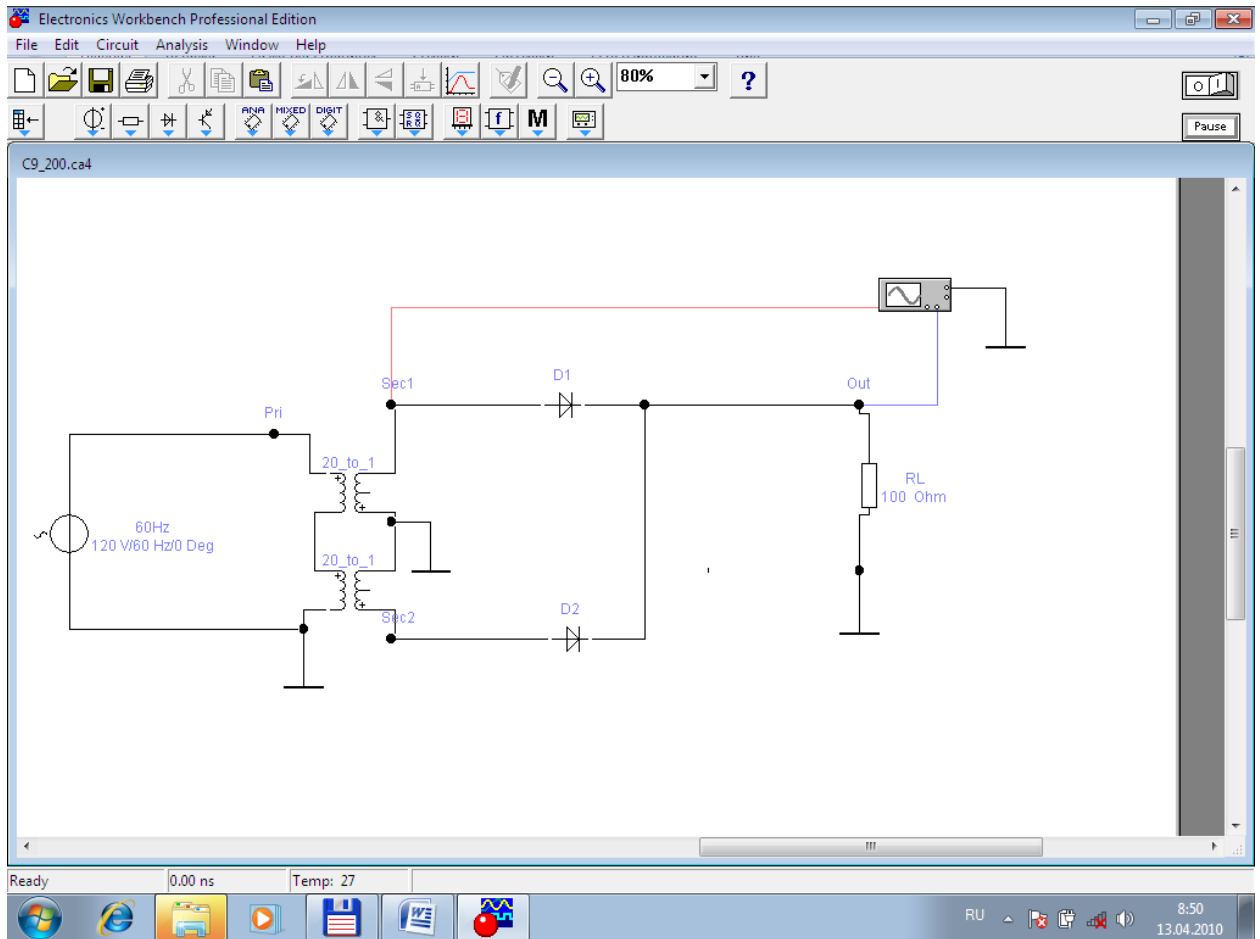 Electronics Workbench Professional Edition
File Edit Circuit Analysis Window Help
80%
?
ANA MIXED DIGIT
M
Pause
C9_200.ca4
Sec1
D1
Out
Pri
20_to_1
RL
100 Ohm
60Hz
120 V/60 Hz/0 Deg
20_to_1
Sec2
D2
Ready 0.00 ns Temp: 27
RU 8:50
13.04.2010